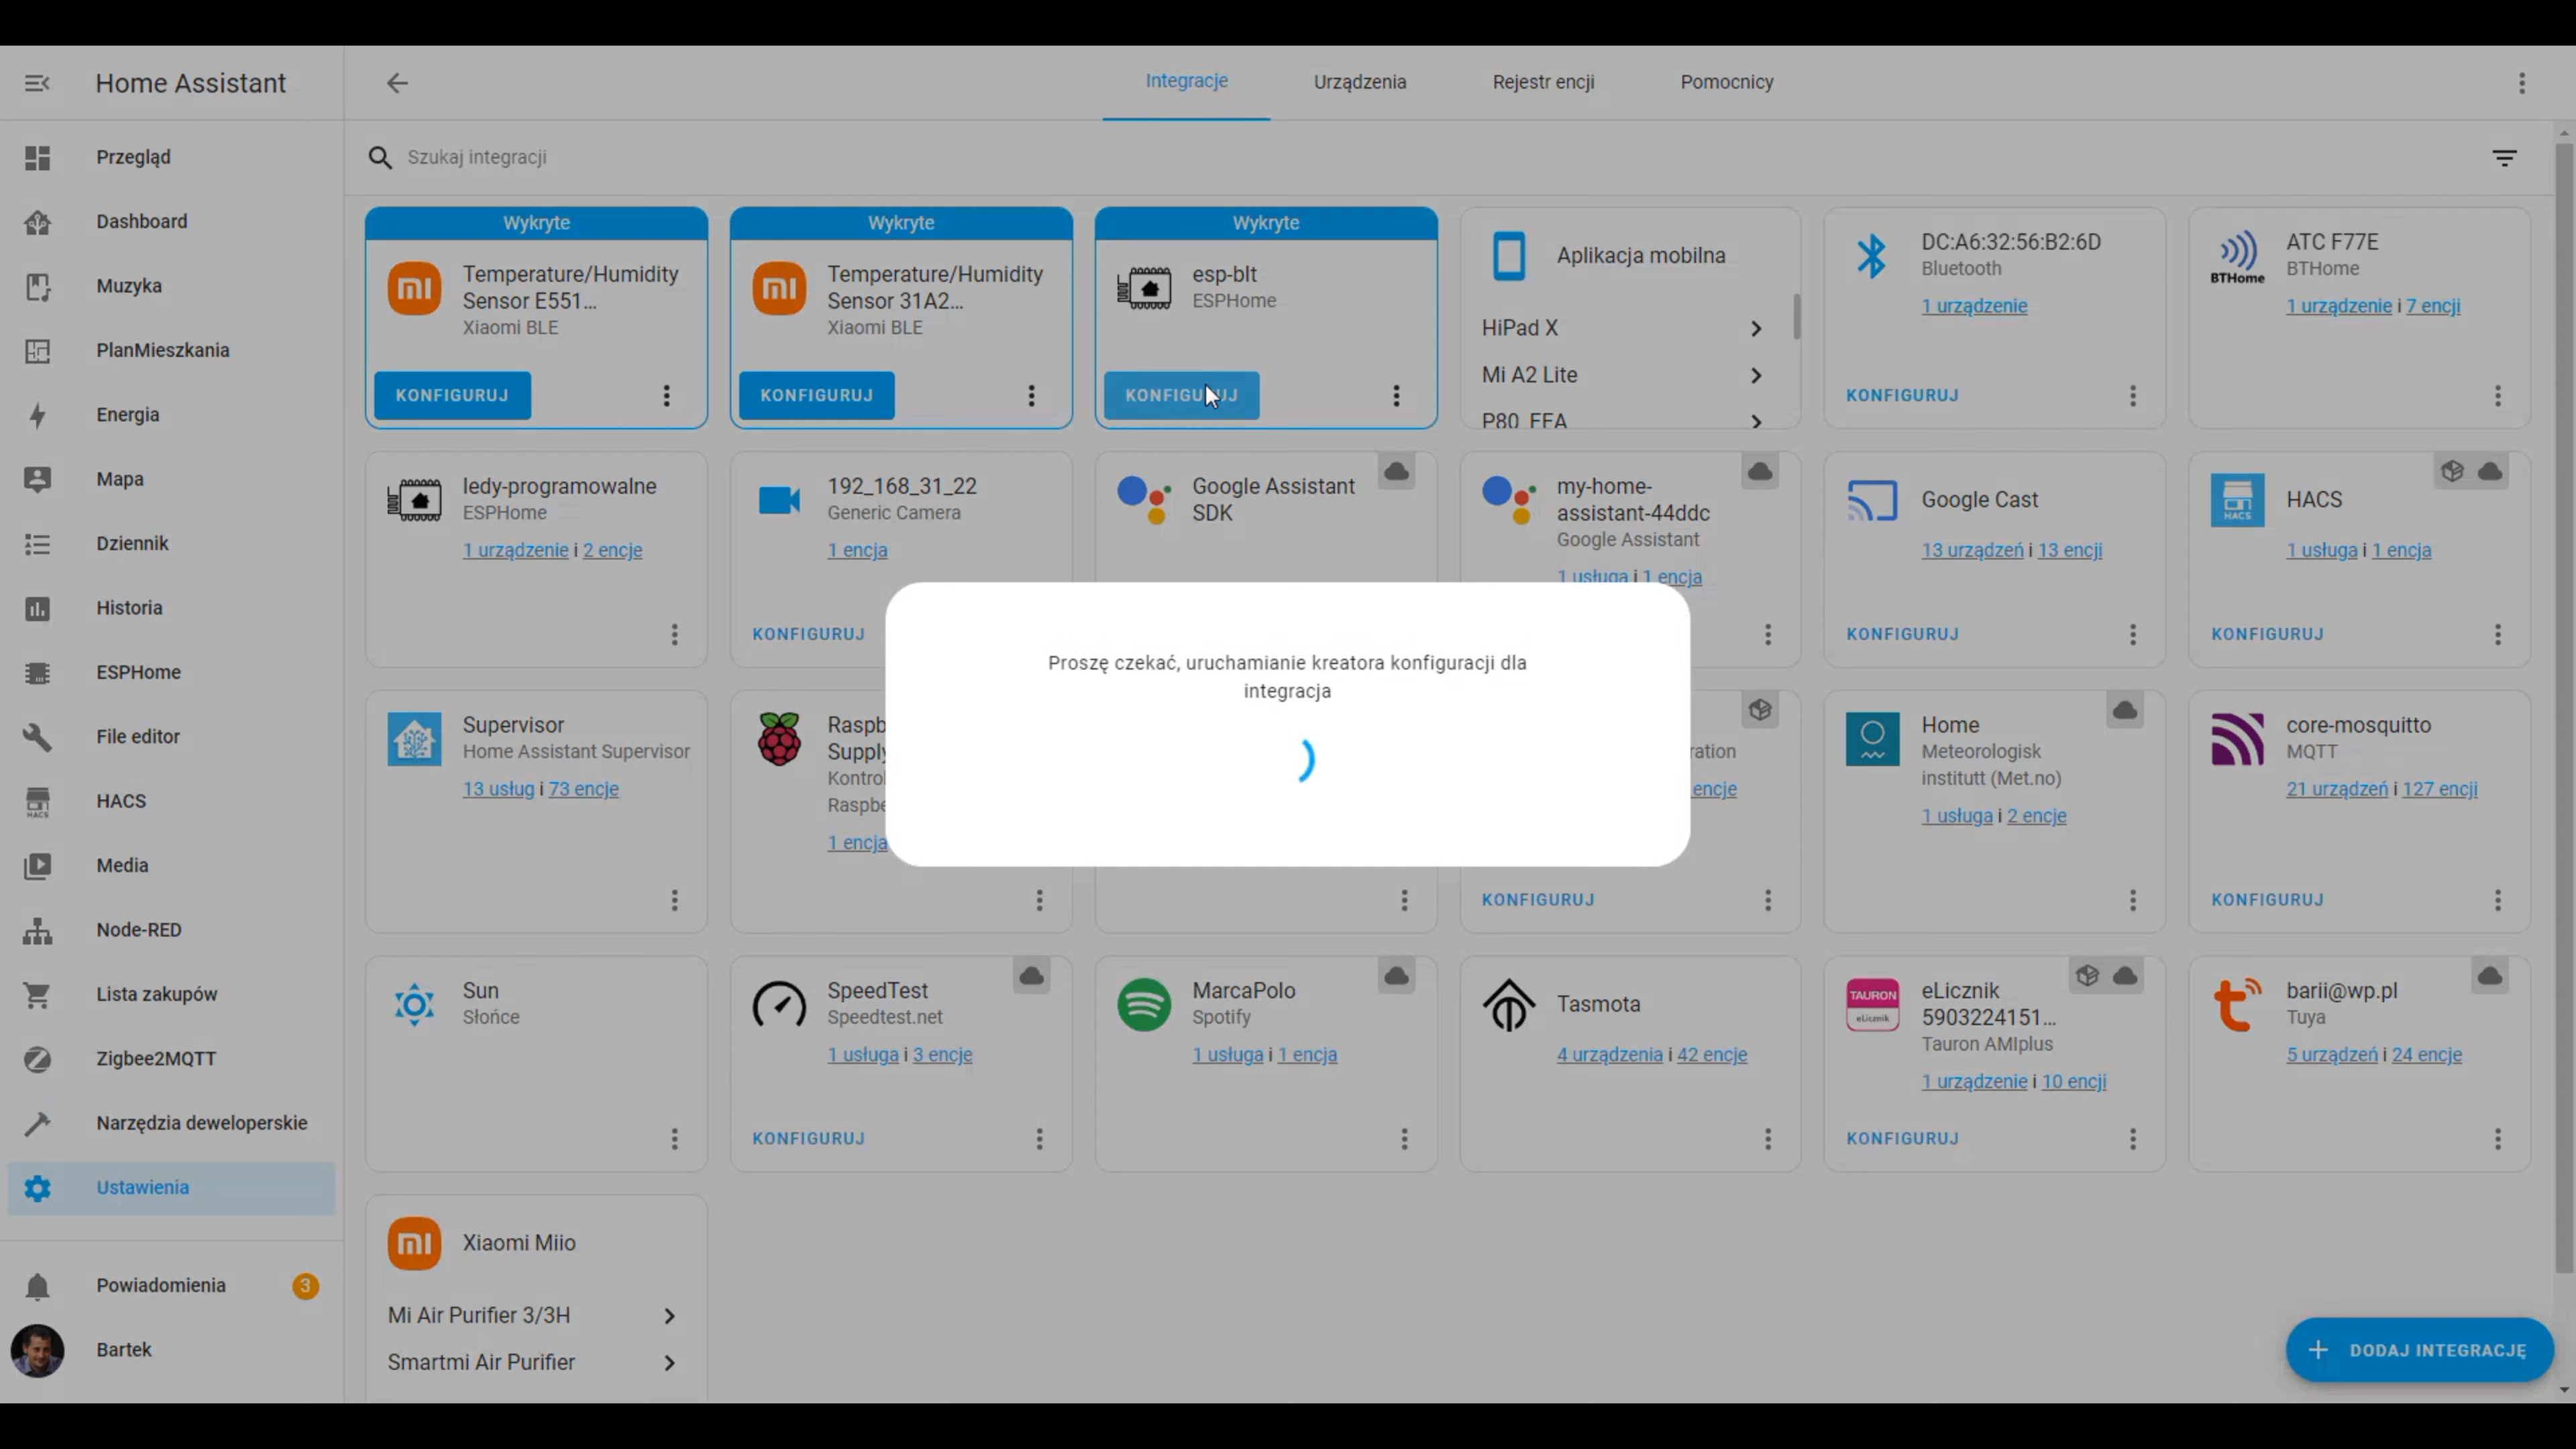 Home Assistant
Integracje
Urządzenia
Rejestr encji
Pomocnicy
Szukaj integracji
Przegląd
Dashboard
Muzyka
PlanMieszkania
Energia
Mapa
Dziennik
Historia
ESPHome
File editor
HACS
HACS
Media
Node-RED
Lista zakupów
Zigbee2MQTT
Narzędzia deweloperskie
Ustawienia
Powiadomienia
3
Bartek
Wykryte
Temperature/Humidity
Sensor E551...
Xiaomi BLE
KONFIGURUJ
Wykryte
Temperature/Humidity
Sensor 31A2...
Xiaomi BLE
KONFIGURUJ
Wykryte
esp-blt
ESPHome
KONFIGURUJ
Aplikacja mobilna
HiPad X
Mi A2 Lite
P80_EEA
DC:A6:32:56:B2:6D
Bluetooth
1 urządzenie
KONFIGURUJ
BTHome
ATC F77E
BTHome
1 urządzenie i 7 encji
ledy-programowalne
ESPHome
1 urządzenie i 2 encje
192_168_31_22
Generic Camera
1 encja
KONFIGURUJ
Google Assistant
SDK
my-home-
assistant-44ddc
Google Assistant
1 usługa i 1 encja
Google Cast
13 urządzeń i 13 encji
KONFIGURUJ
HACS
HACS
1 usługa i 1 encja
KONFIGURUJ
Proszę czekać, uruchamianie kreatora konfiguracji dla
integracja
Supervisor
Home Assistant Supervisor
13 usług i 73 encje
1 encja
encje
KONFIGURUJ
Home
Meteorologisk
institutt (Met.no)
1 usługa i 2 encje
core-mosquitto
MQTT
21 urządzeń i 127 encji
KONFIGURUJ
Sun
Słońce
SpeedTest
Speedtest.net
1 usługa i 3 encje
KONFIGURUJ
MarcaPolo
Spotify
1 usługa i 1 encja
Tasmota
4 urządzenia i 42 encje
TAURON
eLicznik
eLicznik
5903224151...
Tauron AMIplus
1 urządzenie i 10 encji
KONFIGURUJ
barii@wp.pl
Tuya
5 urządzeń i 24 encje
Xiaomi Miio
Mi Air Purifier 3/3H
Smartmi Air Purifier
DODAJ INTEGRACJĘ